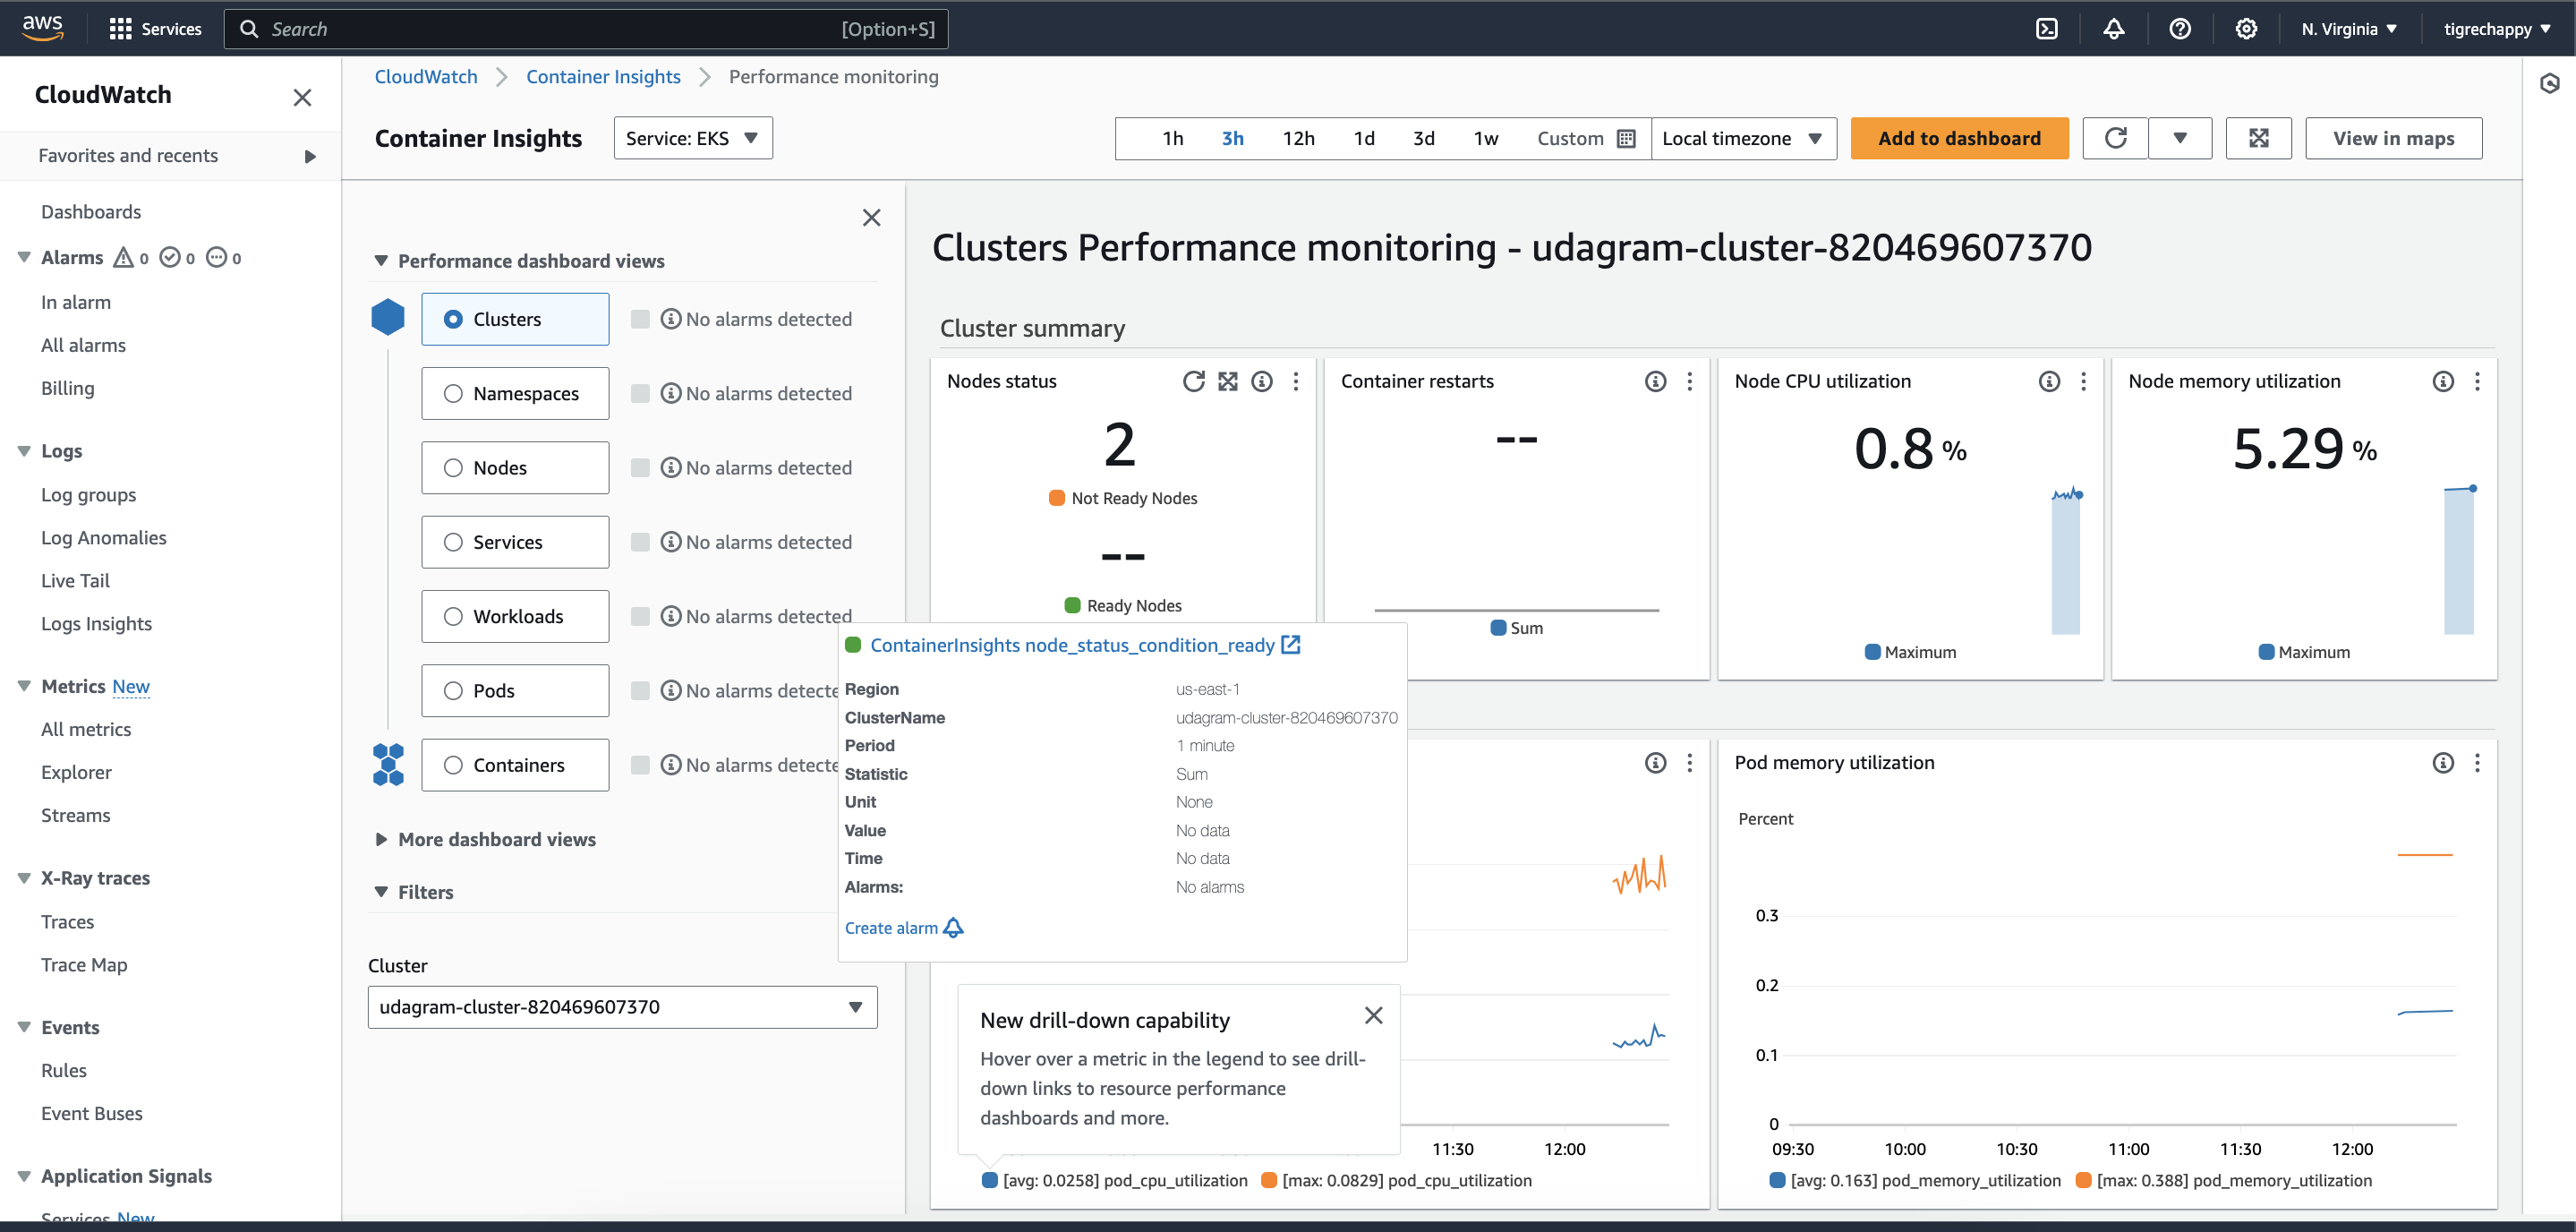 aws
Services
Search
[Option+S]
N. Virginia
tigrechappy
CloudWatch
Favorites and recents
Dashboards
Alarms 0 0 0
In alarm
All alarms
Billing
Logs
Log groups
Log Anomalies
Live Tail
Logs Insights
Metrics New
All metrics
Explorer
Streams
X-Ray traces
Traces
Trace Map
Events
Rules
Event Buses
Application Signals
Services New
CloudWatch
Container Insights
Performance monitoring
Container Insights
Service: EKS
1h
3h
12h
1d
3d
1w
Custom
Local timezone
Add to dashboard
View in maps
Performance dashboard views
Clusters
No alarms detected
Namespaces
No alarms detected
Nodes
No alarms detected
Services
No alarms detected
Workloads
No alarms detected
Pods
No alarms detecte
Containers
No alarms detecte
More dashboard views
Filters
Cluster
udagram-cluster-820469607370
Clusters Performance monitoring - udagram-cluster-820469607370
Cluster summary
Nodes status
2
Not Ready Nodes
--
Ready Nodes
Container restarts
--
Sum
Node CPU utilization
0.8 %
Maximum
Node memory utilization
5.29 %
Maximum
ContainerInsights node_status_condition_ready
Region us-east-1
ClusterName udagram-cluster-820469607370
Period 1 minute
Statistic Sum
Unit None
Value No data
Time No data
Alarms: No alarms
Create alarm
New drill-down capability
Hover over a metric in the legend to see drill-
down links to resource performance
dashboards and more.
11:30
12:00
[avg: 0.0258] pod_cpu_utilization
[max: 0.0829] pod_cpu_utilization
Pod memory utilization
Percent
0.3
0.2
0.1
0
09:30
10:00
10:30
11:00
11:30
12:00
[avg: 0.163] pod_memory_utilization
[max: 0.388] pod_memory_utilization